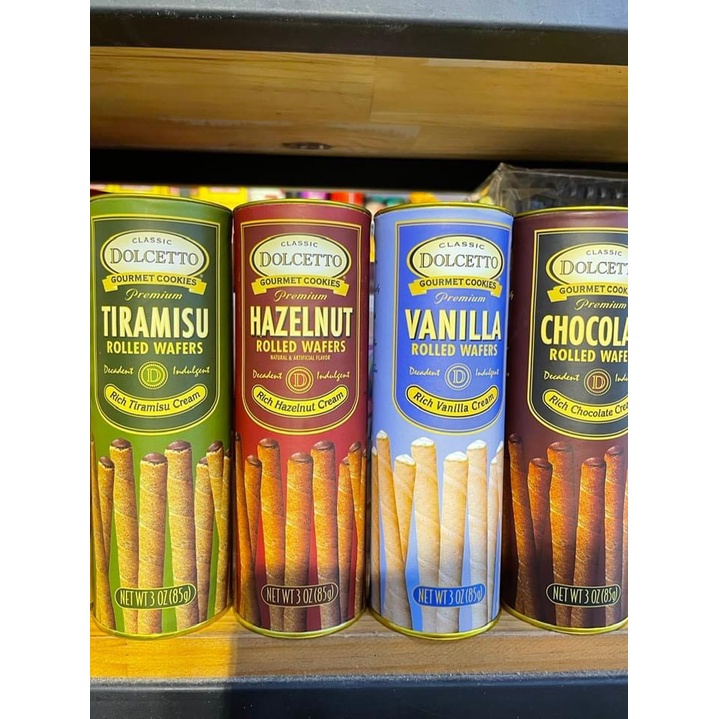 CLASSIC
DOLCETTO
GOURMET COOKIES
Premium
TIRAMISU
ROLLED WAFERS
Decadent D Indulgent
Rich Tiramisu Cream
NET WT 3 OZ (85g)
CLASSIC
DOLCETTO
GOURMET COOKIES
Premium
HAZELNUT
ROLLED WAFERS
NATURAL & ARTIFICIAL FLAVOR
Decadent D Indulgent
Rich Hazelnut Cream
NET WT 3 OZ (85g)
CLASSIC
DOLCETTO
GOURMET COOKIES
Premium
VANILLA
ROLLED WAFERS
Decadent D Indulgent
Rich Vanilla Cream
NET WT 3 OZ (85g)
CLASSIC
DOLCETT
GOURMET COOK
Premium
CHOCOLA
ROLLED WAFE
Decadent D Indu
Rich Chocolate Cre
NET WT 3 OZ (85g)